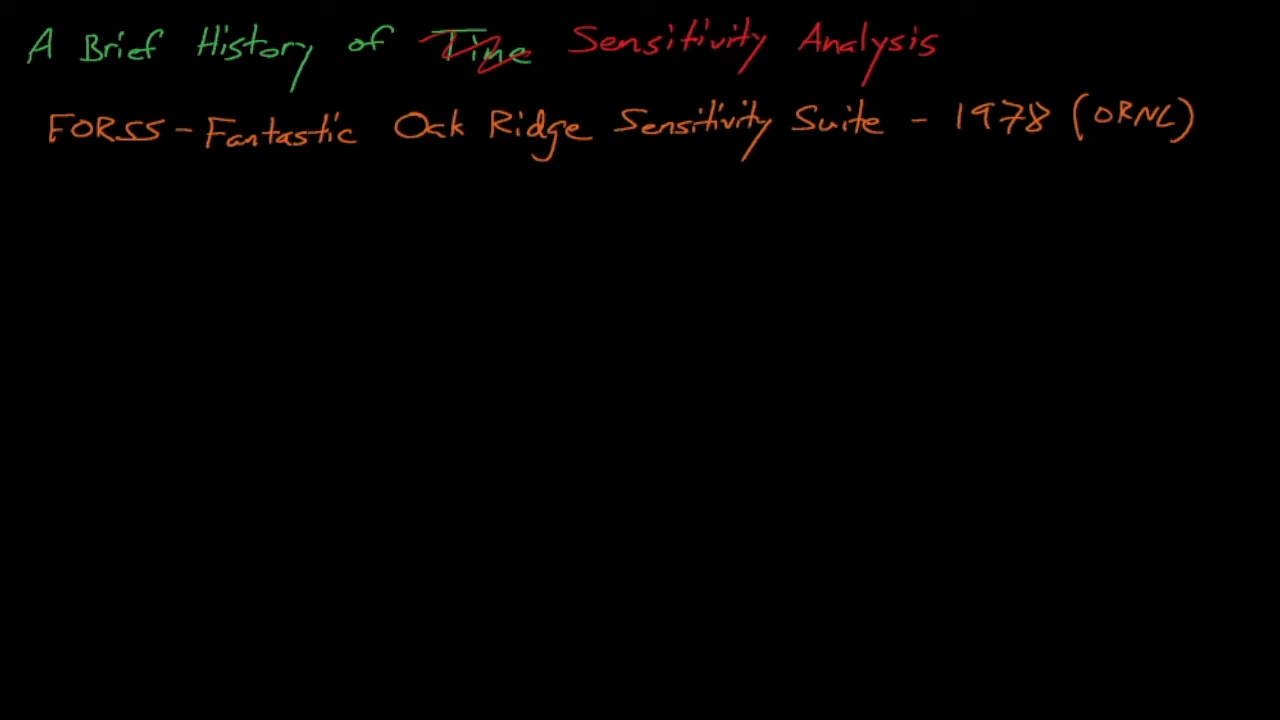 A Brief History of Time Sensitivity Analysis
FORSS - Fantastic Oak Ridge Sensitivity Suite - 1978 (ORNL)